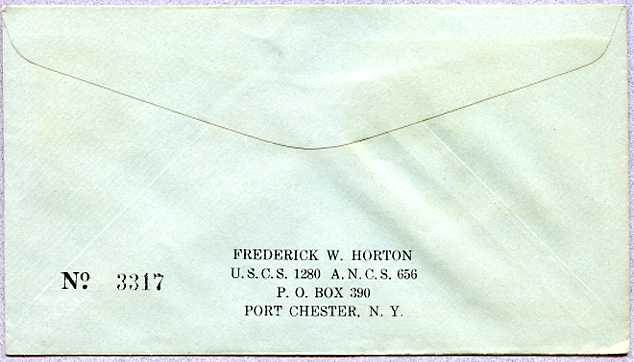 FREDERICK W. HORTON
U.S.C.S. 1280 A.N.C.S. 656
P. O. BOX 390
PORT CHESTER, N. Y.
Nº 3317